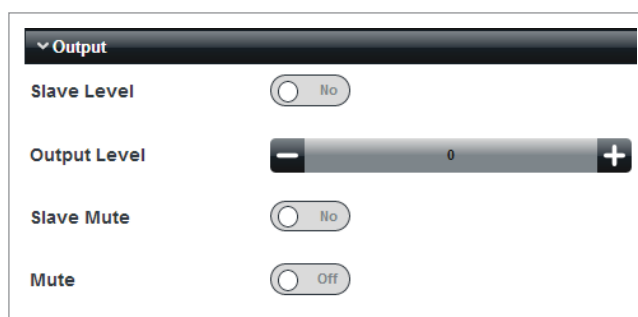 Output
Slave Level No
Output Level 0
Slave Mute No
Mute Off